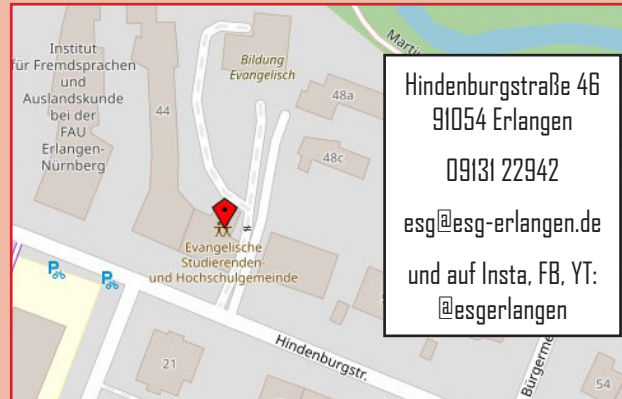 Institut
für Fremdsprachen
und
Auslandskunde
bei der
FAU
Erlangen-
Nürnberg
44
Bildung
Evangelisch
48a
48c
Evangelische
Studierenden-
und Hochschulgemeinde
P
P
21
Hindenburgstr.
54
Hindenburgstraße 46
91054 Erlangen
09131 22942
esg@esg-erlangen.de
und auf Insta, FB, YT:
@esgerlangen